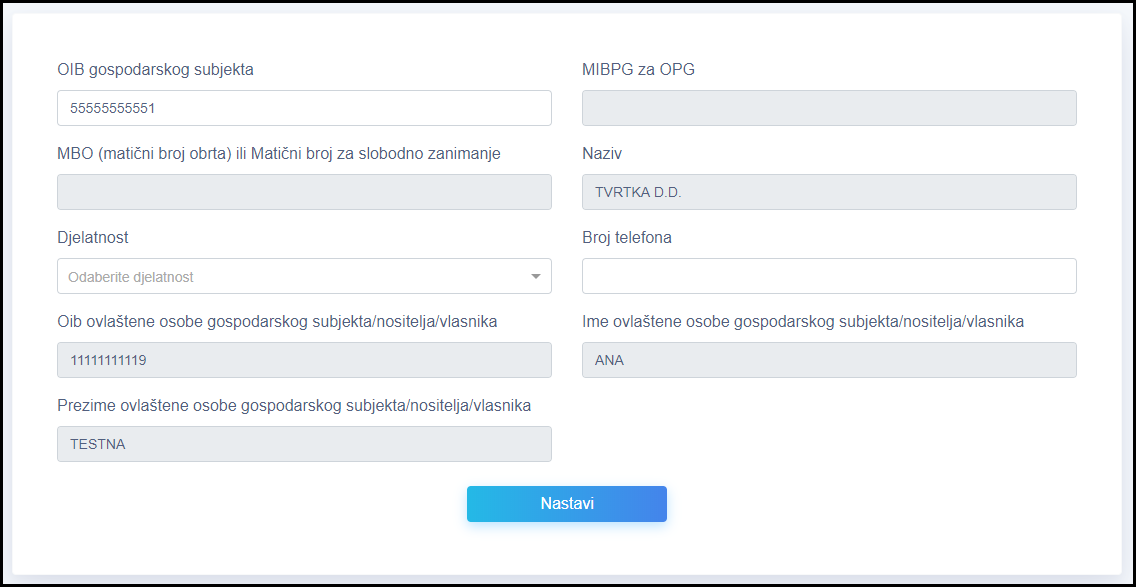 OIB gospodarskog subjekta
MIBPG za OPG
55555555551
MBO (matični broj obrta) ili Matični broj za slobodno zanimanje
Naziv
TVRTKA D.D.
Djelatnost
Broj telefona
Odaberite djelatnost
Oib ovlaštene osobe gospodarskog subjekta/nositelja/vlasnika
Ime ovlaštene osobe gospodarskog subjekta/nositelja/vlasnika
11111111119
ANA
Prezime ovlaštene osobe gospodarskog subjekta/nositelja/vlasnika
TESTNA
Nastavi